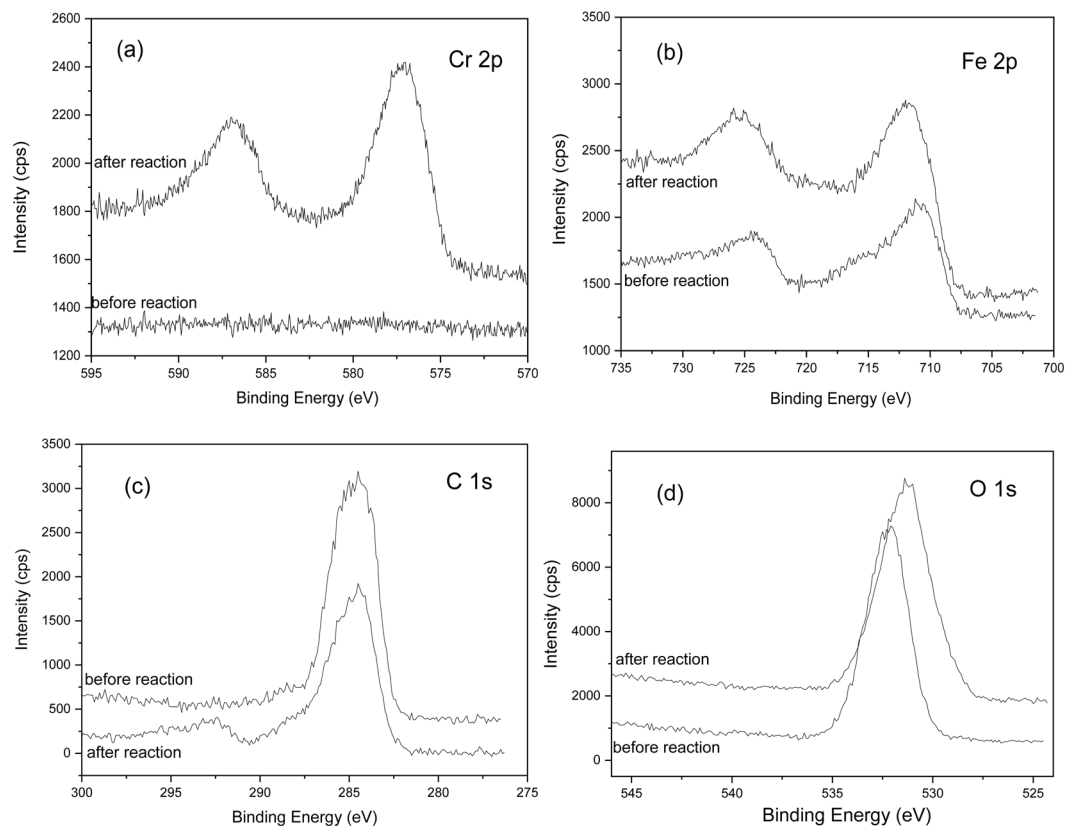 (a)
Cr 2p
after reaction
before reaction
2600
2400
2200
2000
1800
1600
1400
1200
Intensity (cps)
595 590 585 580 575 570
Binding Energy (eV)
(b)
Fe 2p
after reaction
before reaction
3500
3000
2500
2000
1500
1000
Intensity (cps)
735 730 725 720 715 710 705 700
Binding Energy (eV)
(c)
C 1s
before reaction
after reaction
3500
3000
2500
2000
1500
1000
500
0
Intensity (cps)
300 295 290 285 280 275
Binding Energy (eV)
(d)
O 1s
after reaction
before reaction
8000
6000
4000
2000
0
Intensity (cps)
545 540 535 530 525
Binding Energy (eV)